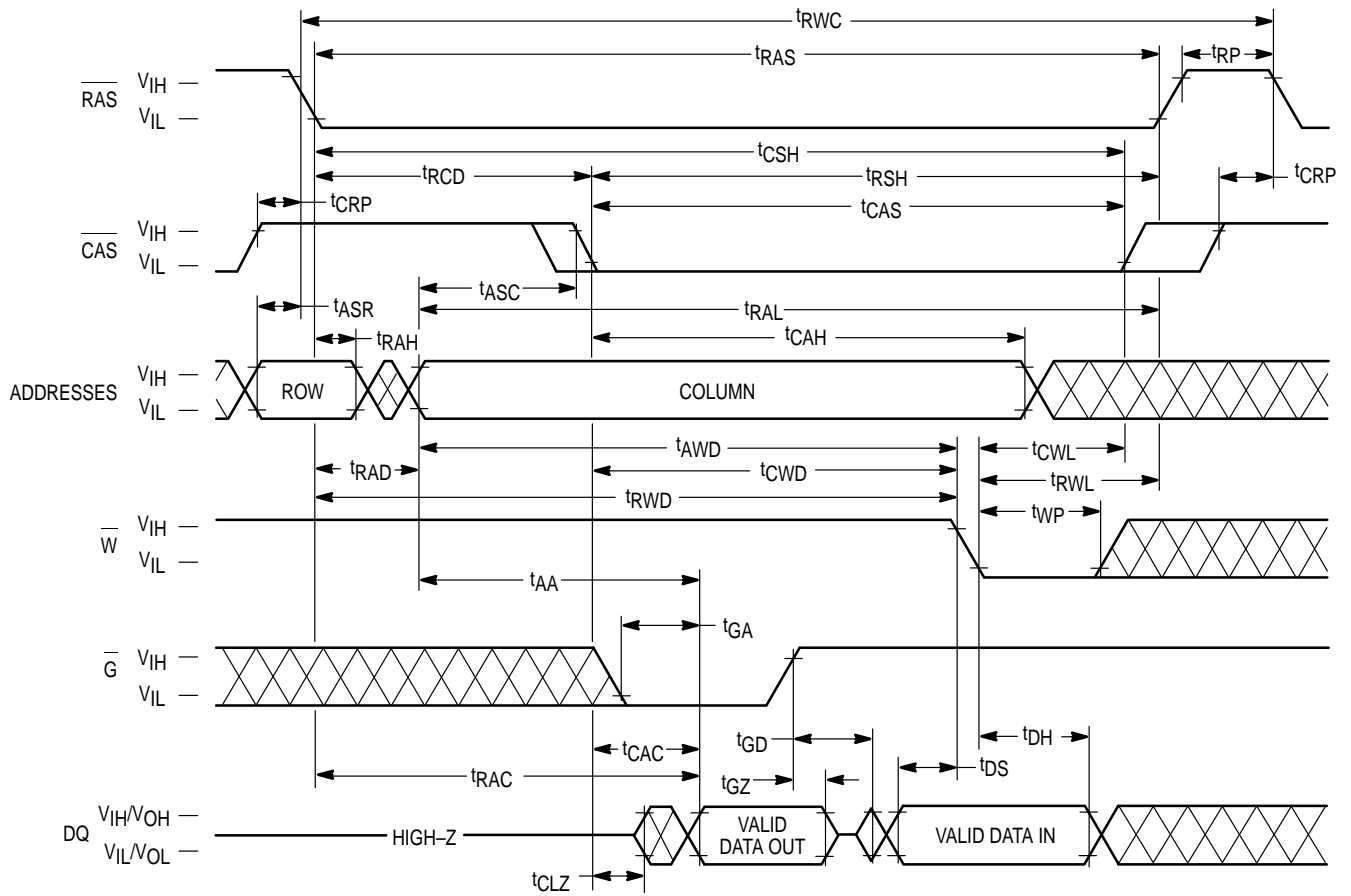 tRWC
tRAS
tRP
RAS
VIH
VIL
tCSH
tRCD
tRSH
tCRP
tCRP
tCAS
CAS
VIH
VIL
tASC
tASR
tRAL
tRAH
tCAH
ADDRESSES
VIH
VIL
ROW
COLUMN
tAWD
tCWL
tRAD
tCWD
tRWL
tRWD
tWP
W
VIH
VIL
tAA
tGA
G
VIH
VIL
tCAC
tGD
tDH
tRAC
tGZ
tDS
DQ
VIH/VOH
VIL/VOL
HIGH–Z
VALID
DATA OUT
VALID DATA IN
tCLZ